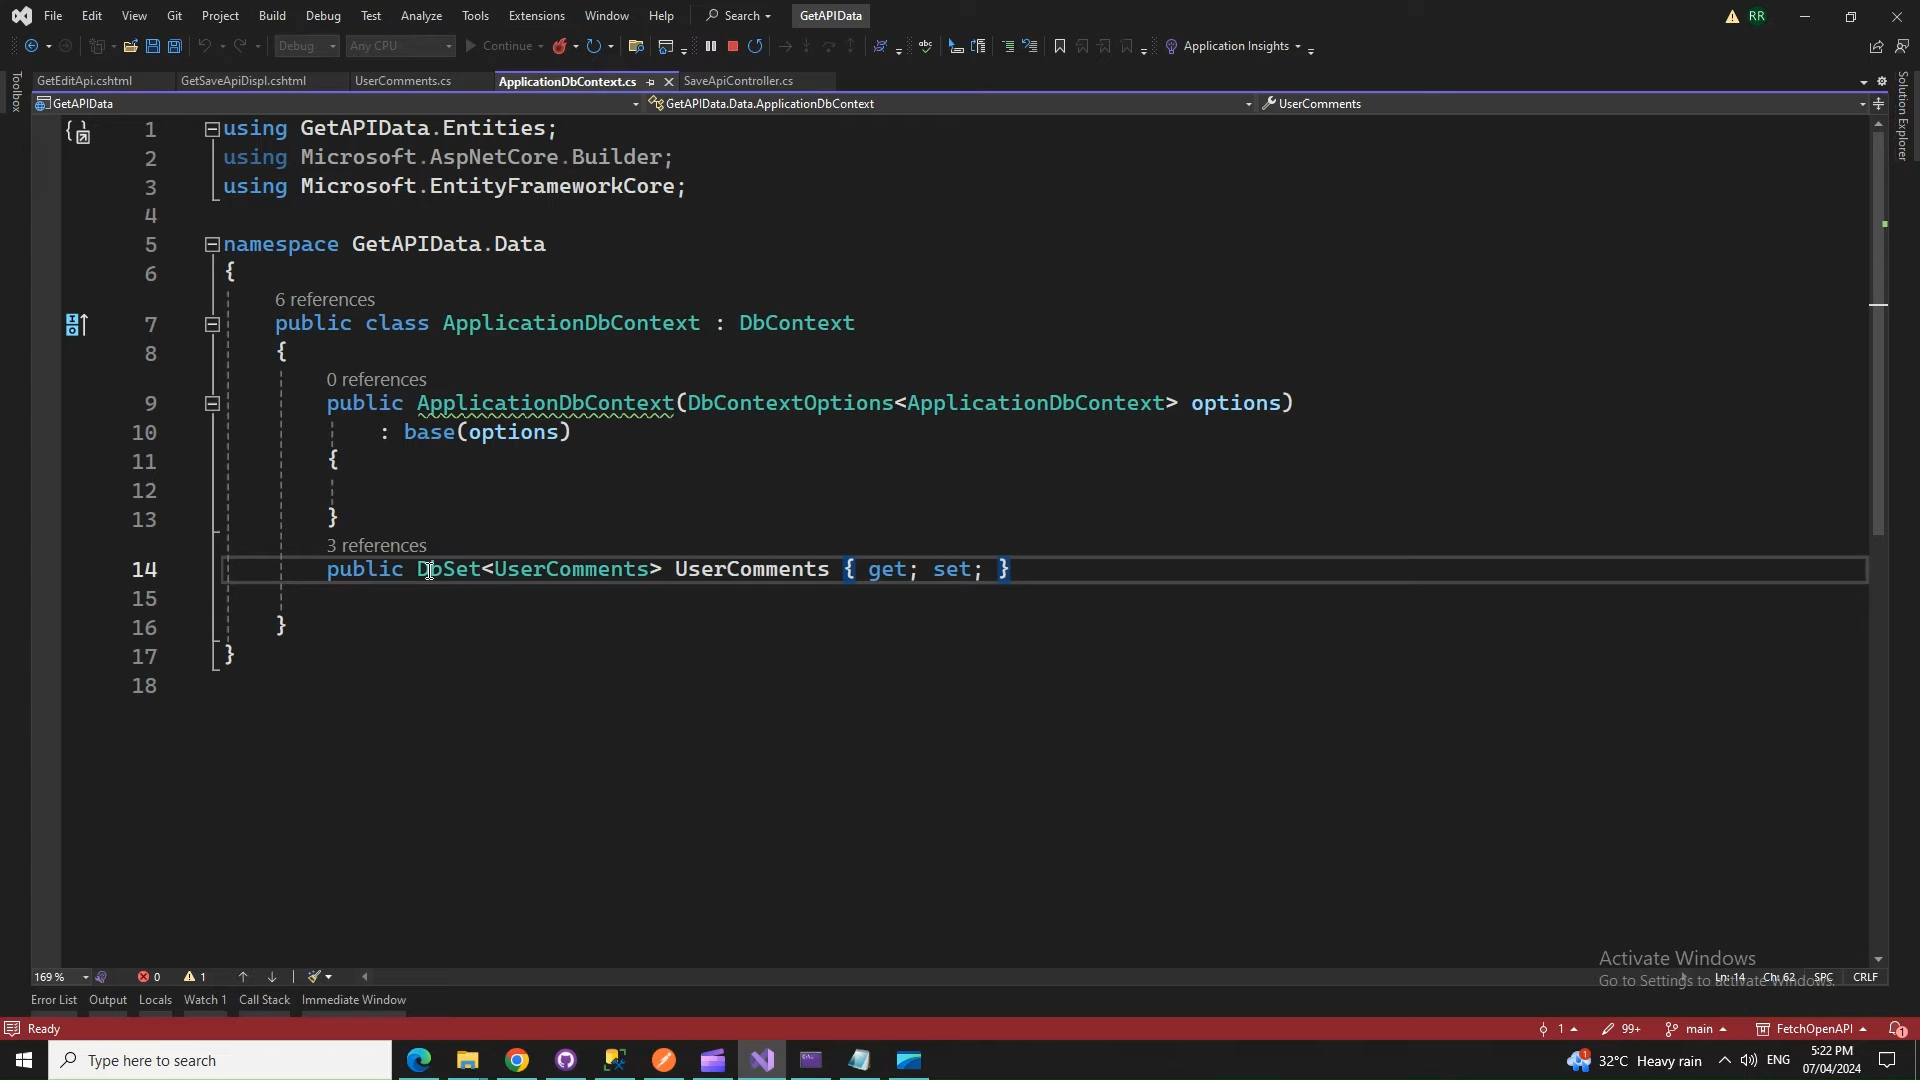 File Edit View Git Project Build Debug Test Analyze Tools Extensions Window Help Search GetAPIData RR
Debug Any CPU Continue Application Insights
GetEditApi.cshtml GetSaveApiDispl.cshtml UserComments.cs ApplicationDbContext.cs SaveApiController.cs
GetAPIData GetAPIData.Data.ApplicationDbContext UserComments
Toolbox
Solution Explorer
1 using GetAPIData.Entities;
2 using Microsoft.AspNetCore.Builder;
3 using Microsoft.EntityFrameworkCore;
4
5 namespace GetAPIData.Data
6 {
6 references
7 public class ApplicationDbContext : DbContext
8 {
0 references
9 public ApplicationDbContext(DbContextOptions<ApplicationDbContext> options)
10 : base(options)
11 {
12
13 }
3 references
14 public DbSet<UserComments> UserComments { get; set; }
15
16 }
17 }
18
Activate Windows
Go to Settings to activate Windows.
169 % 0 1 Ln: 14 Ch: 62 SPC CRLF
Error List Output Locals Watch 1 Call Stack Immediate Window
Ready 1 99+ main FetchOpenAPI 1
Type here to search 1 32°C Heavy rain ENG 5:22 PM
07/04/2024